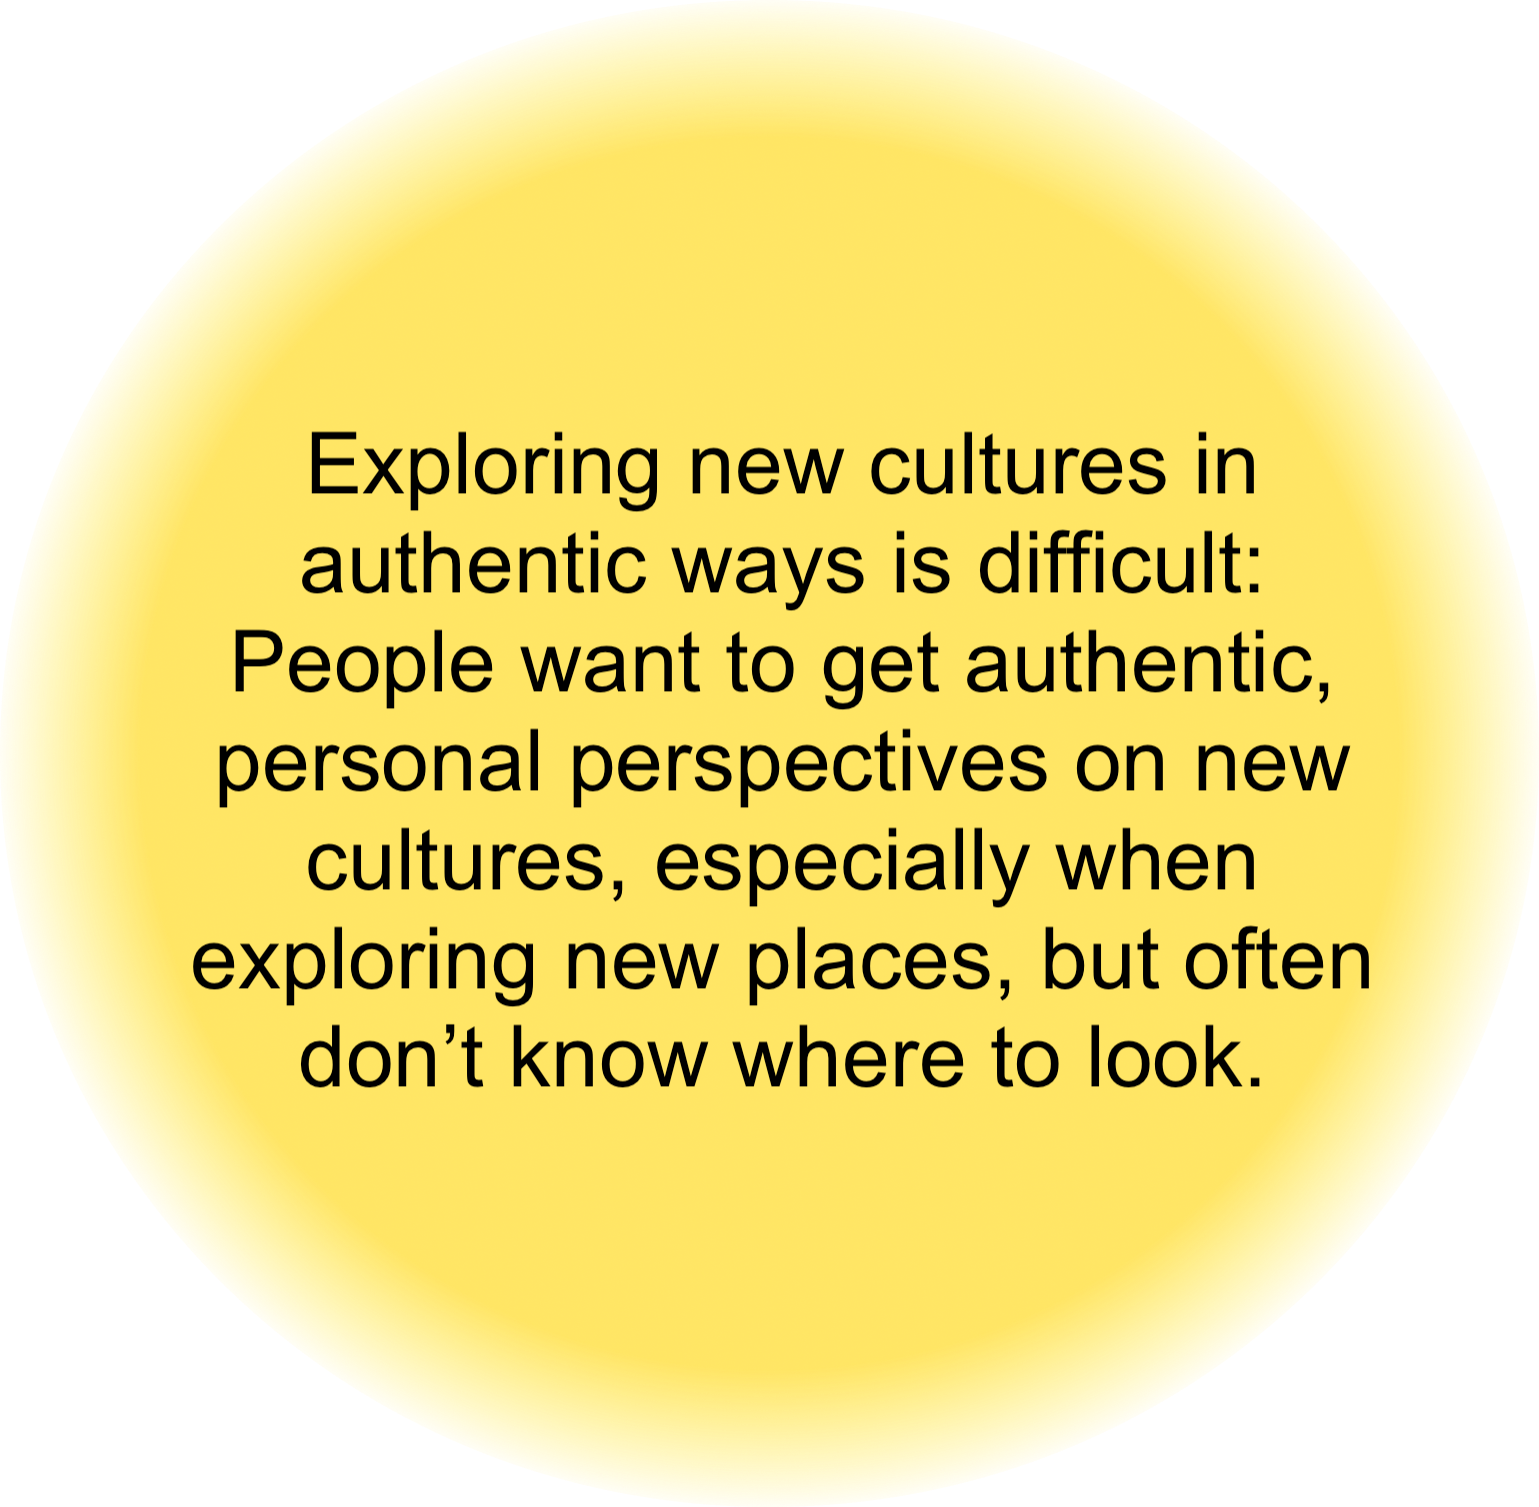 Exploring new cultures in
authentic ways is difficult:
People want to get authentic,
personal perspectives on new
cultures, especially when
exploring new places, but often
don’t know where to look.